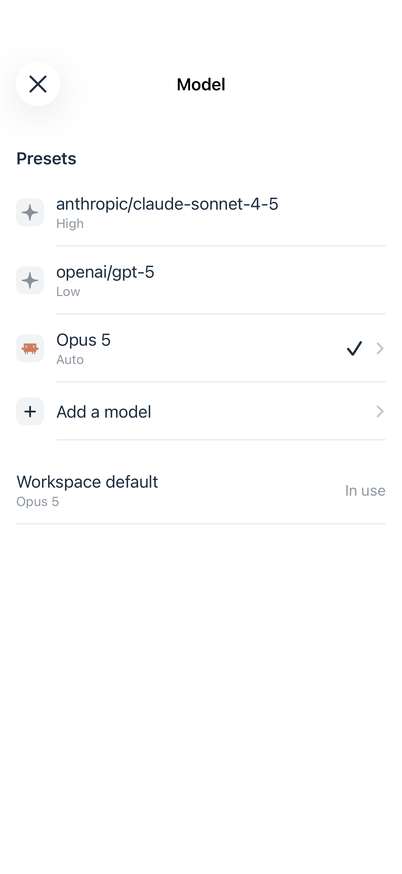 Model
Presets
anthropic/claude-sonnet-4-5
High
openai/gpt-5
Low
Opus 5
Auto
Add a model
Workspace default
In use
Opus 5